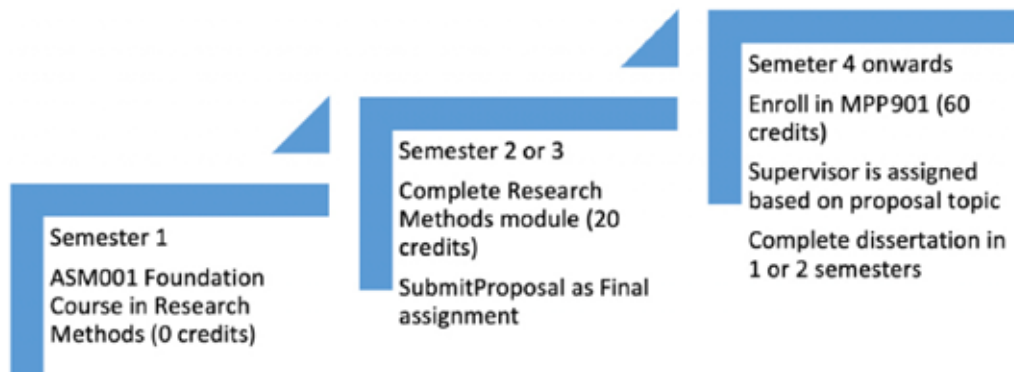 Semester 1
ASM001 Foundation
Course in Research
Methods (0 credits)
Semester 2 or 3
Complete Research
Methods module (20
credits)
SubmitProposal as Final
assignment
Semeter 4 onwards
Enroll in MPP901 (60
credits)
Supervisor is assigned
based on proposal topic
Complete dissertation in
1 or 2 semesters